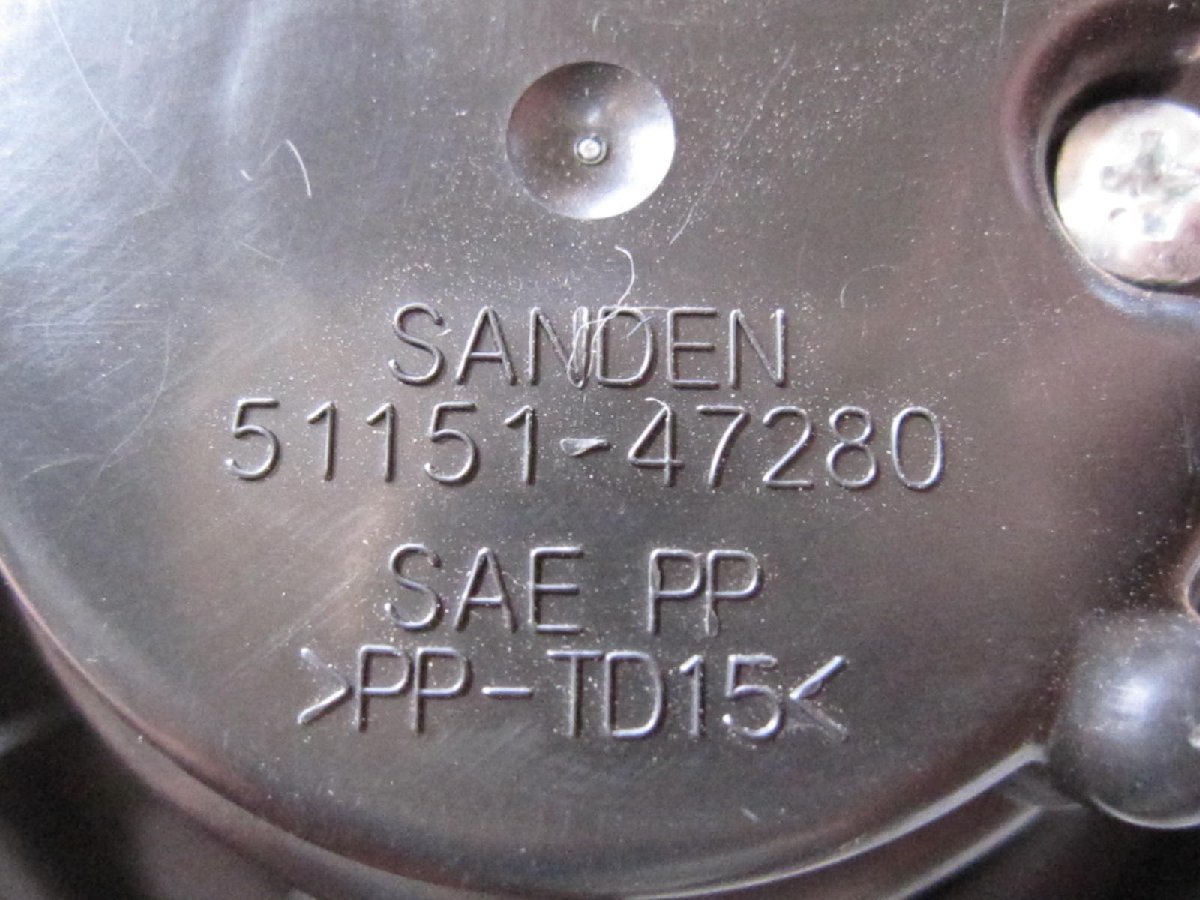 SANDEN
51151-47280
SAE PP
>PP-TD15<